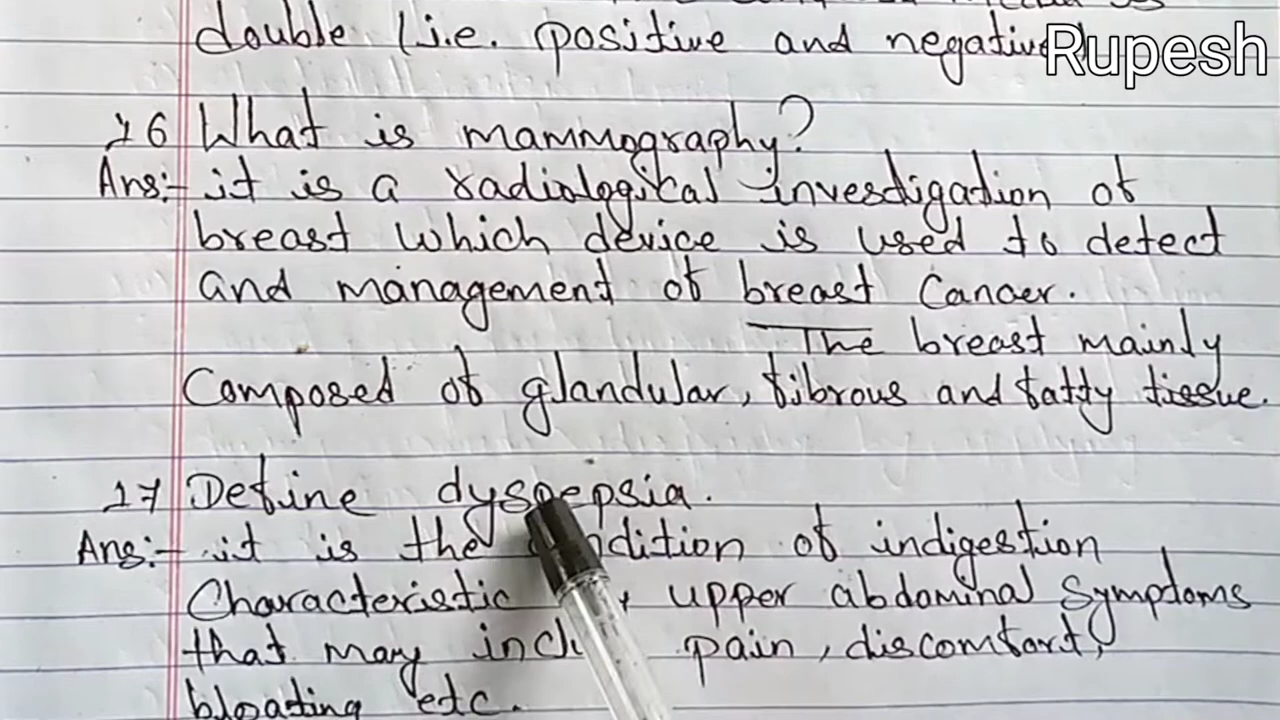 double (i.e. positive and negative
Rupesh
16 What is mammography?
Ans:- it is a radiological investigation of
breast which device is used to detect
and management of breast cancer.
The breast mainly
Composed of glandular, fibrous and fatty tissue.
17 Define dyspepsia.
Ans:- it is the condition of indigestion
Characteristic upper abdominal symptoms
that may pain, discomfort,
bloating etc.